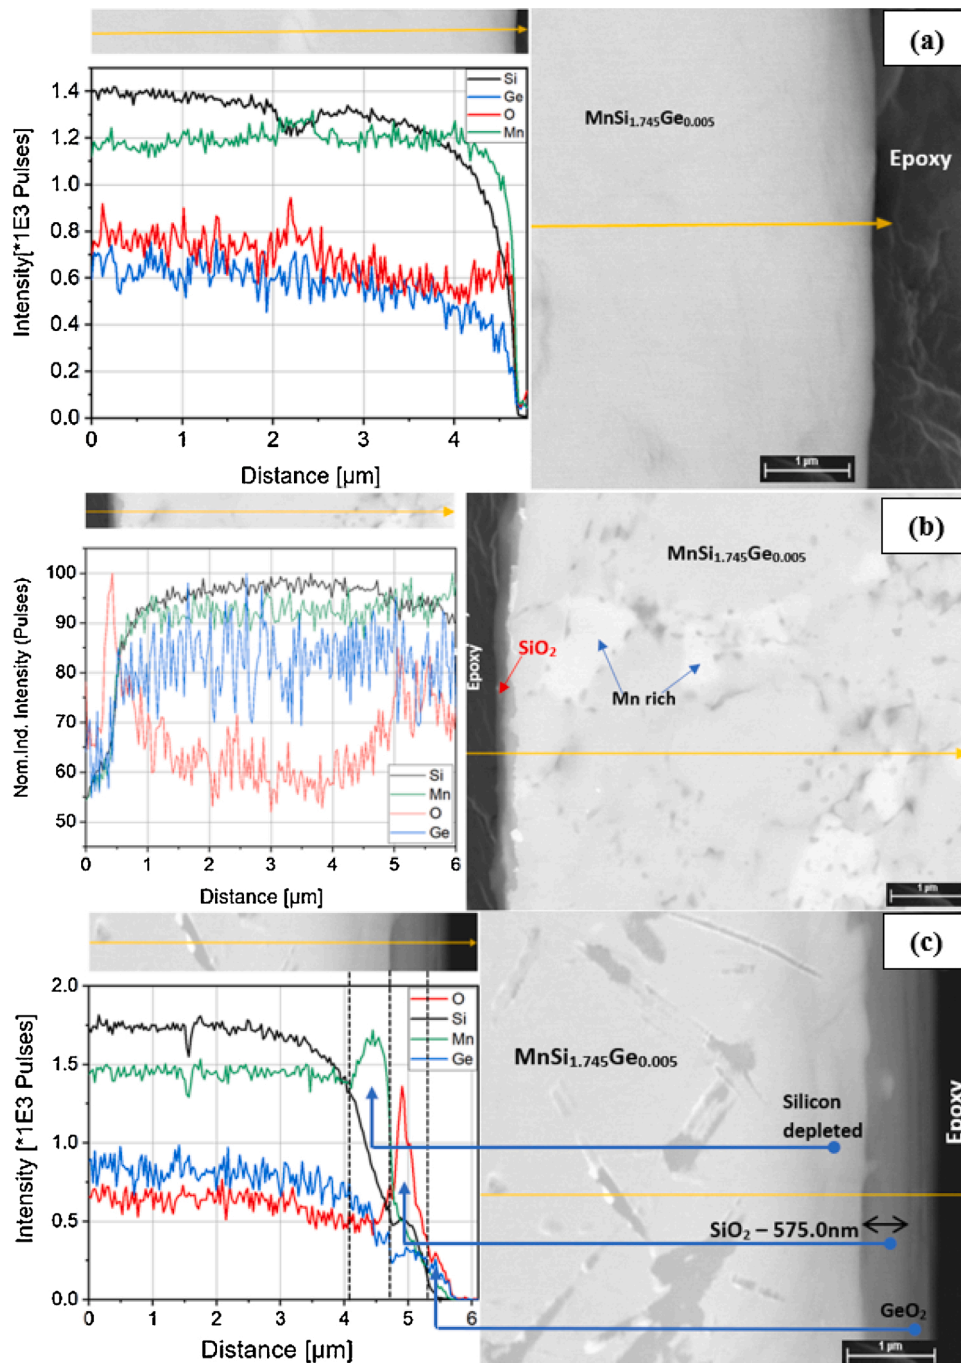 (a)
Si
Ge
O
Mn
1.4
1.2
1.0
0.8
0.6
0.4
0.2
0.0
Intensity[*1E3 Pulses]
0 1 2 3 4
Distance [µm]
MnSi1.745Ge0.005
Epoxy
1 µm
(b)
100
90
80
70
60
50
Nom.Ind. Intensity (Pulses)
Si
Mn
O
Ge
0 1 2 3 4 5 6
Distance [µm]
MnSi1.745Ge0.005
Epoxy
SiO2
Mn rich
1 µm
(c)
2.0
1.5
1.0
0.5
0.0
Intensity [*1E3 Pulses]
O
Si
Mn
Ge
0 1 2 3 4 5 6
Distance [µm]
MnSi1.745Ge0.005
Silicon
depleted
Epoxy
SiO2 – 575.0nm
GeO2
1 µm